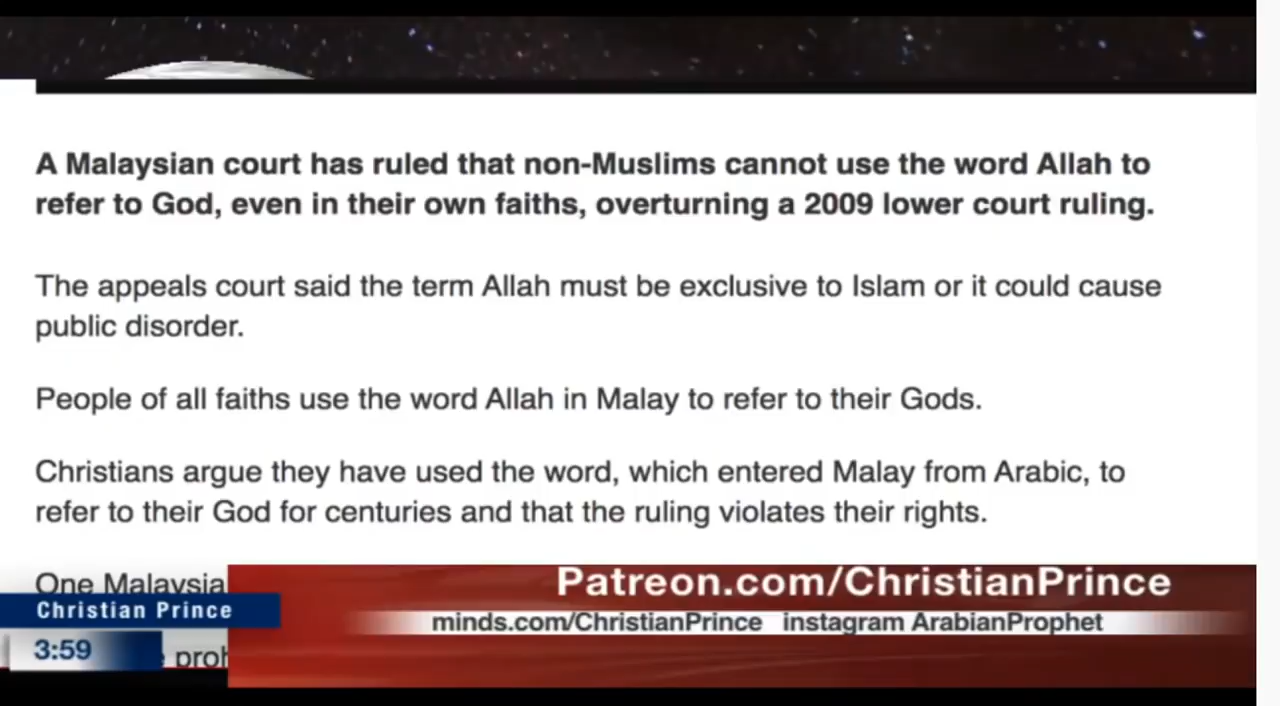 A Malaysian court has ruled that non-Muslims cannot use the word Allah to
refer to God, even in their own faiths, overturning a 2009 lower court ruling.
The appeals court said the term Allah must be exclusive to Islam or it could cause
public disorder.
People of all faiths use the word Allah in Malay to refer to their Gods.
Christians argue they have used the word, which entered Malay from Arabic, to
refer to their God for centuries and that the ruling violates their rights.
One Malaysia
Patreon.com/ChristianPrince
Christian Prince
minds.com/ChristianPrince instagram ArabianProphet
3:59